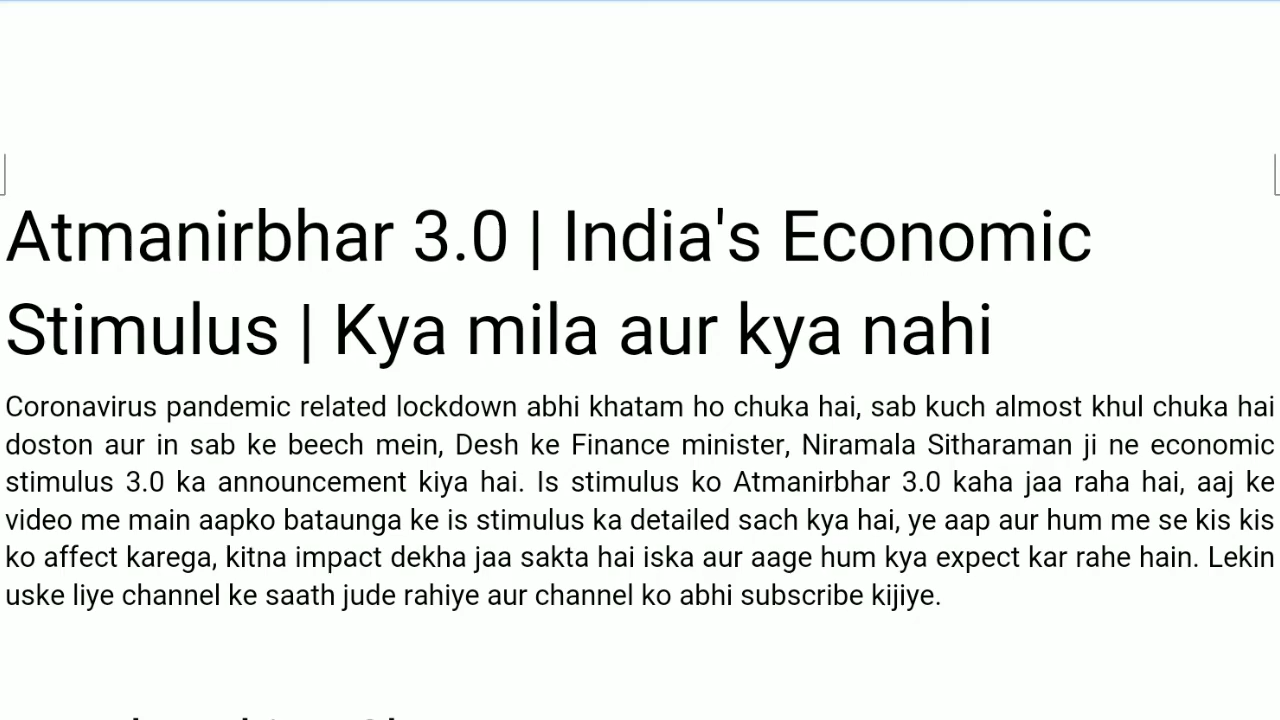 Atmanirbhar 3.0 | India's Economic
Stimulus | Kya mila aur kya nahi
Coronavirus pandemic related lockdown abhi khatam ho chuka hai, sab kuch almost khul chuka hai
doston aur in sab ke beech mein, Desh ke Finance minister, Niramala Sitharaman ji ne economic
stimulus 3.0 ka announcement kiya hai. Is stimulus ko Atmanirbhar 3.0 kaha jaa raha hai, aaj ke
video me main aapko bataunga ke is stimulus ka detailed sach kya hai, ye aap aur hum me se kis kis
ko affect karega, kitna impact dekha jaa sakta hai iska aur aage hum kya expect kar rahe hain. Lekin
uske liye channel ke saath jude rahiye aur channel ko abhi subscribe kijiye.